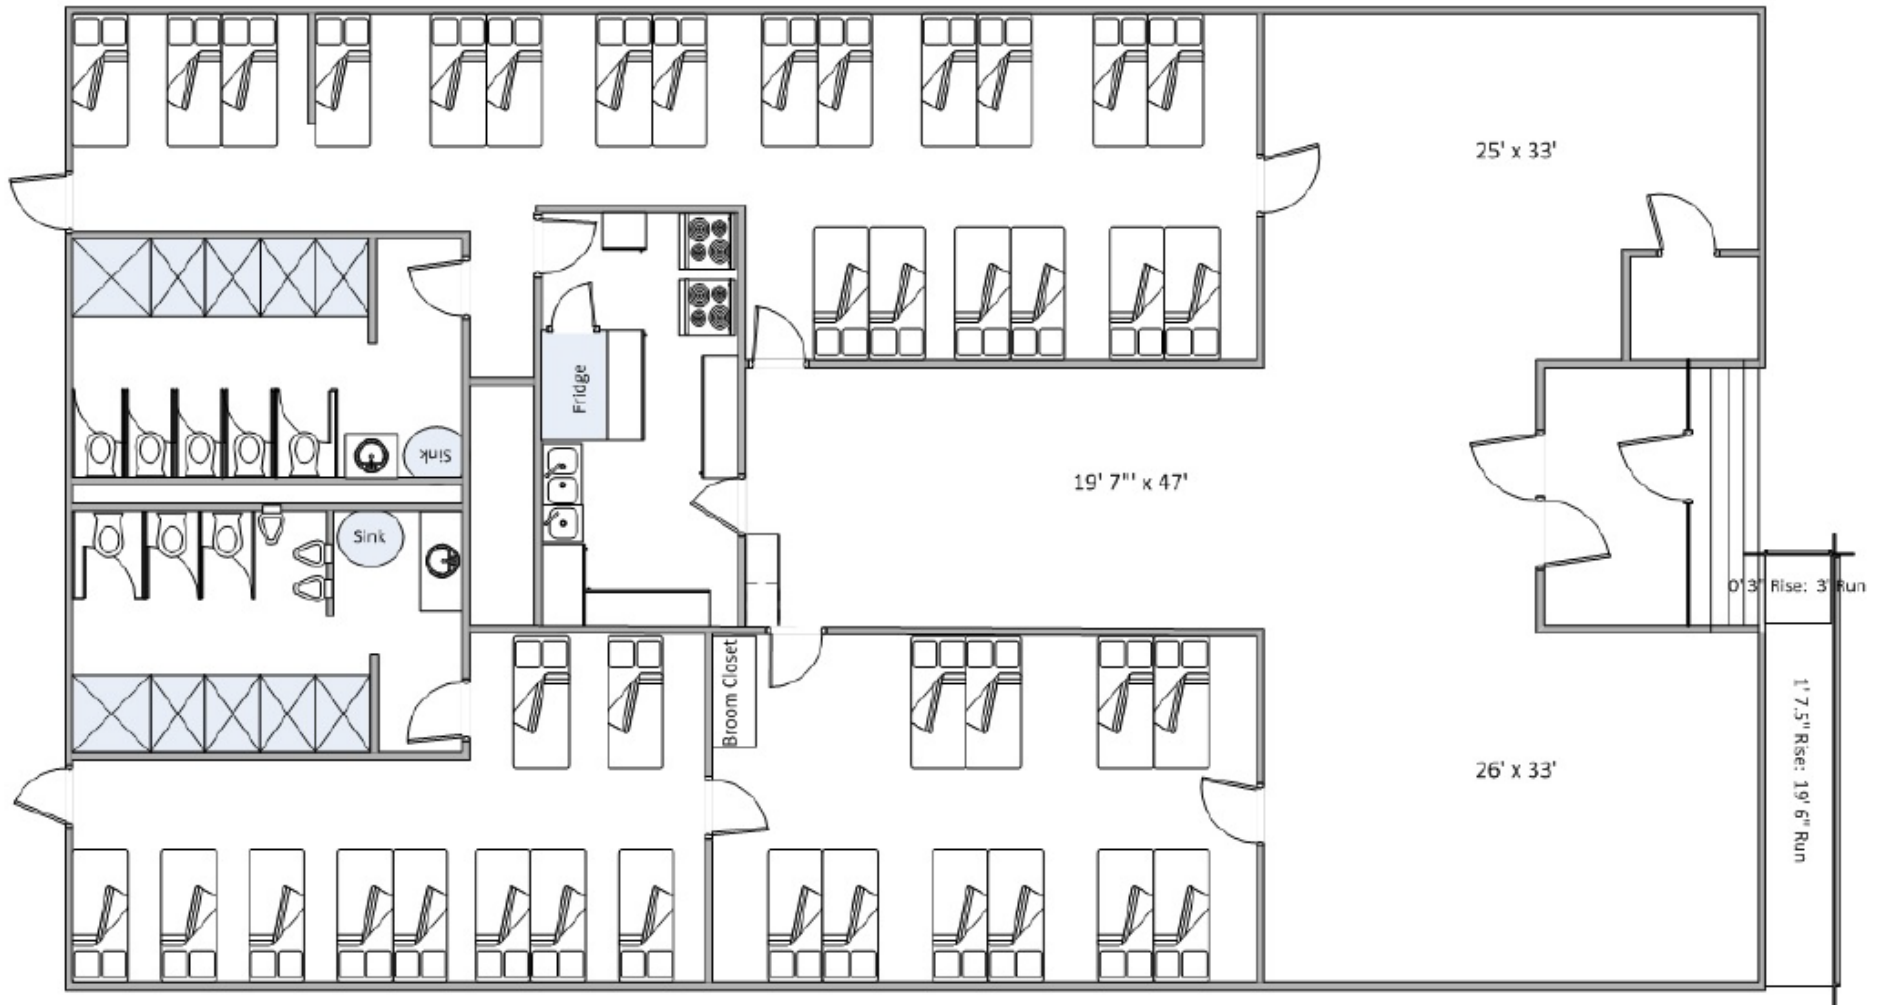 25' x 33'
Fridge
Sink
19' 7"' x 47'
Sink
0' 3" Rise: 3' Run
Broom Closet
1' 7.5" Rise: 19' 6" Run
26' x 33'